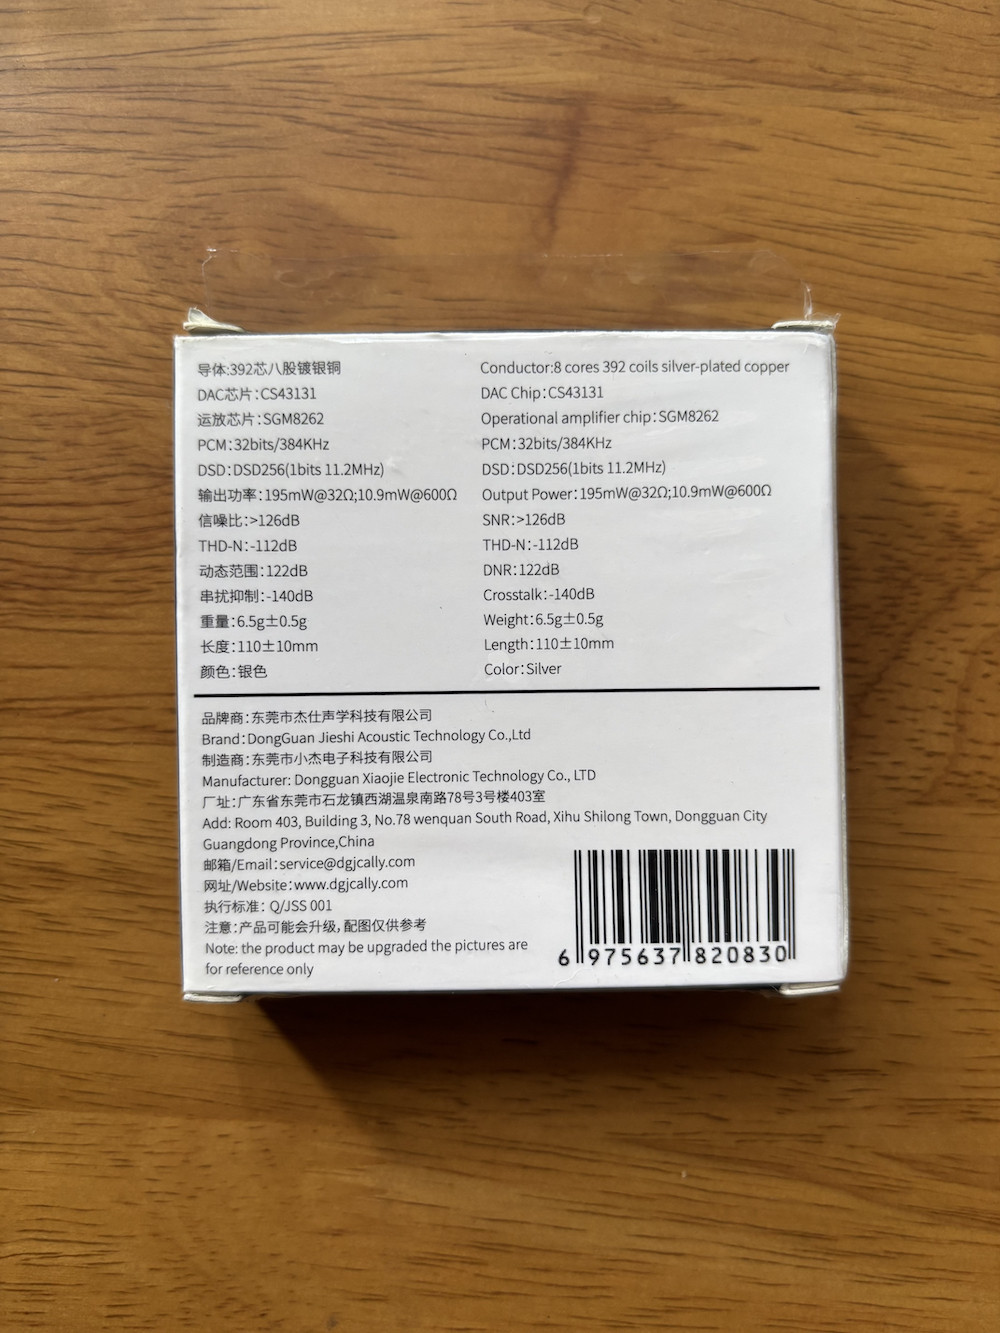 导体:392芯八股镀银铜
DAC芯片:CS43131
运放芯片:SGM8262
PCM:32bits/384KHz
DSD:DSD256(1bits 11.2MHz)
输出功率:195mW@32Ω;10.9mW@600Ω
信噪比:>126dB
THD-N:-112dB
动态范围:122dB
串扰抑制:-140dB
重量:6.5g±0.5g
长度:110±10mm
颜色:银色
Conductor:8 cores 392 coils silver-plated copper
DAC Chip:CS43131
Operational amplifier chip:SGM8262
PCM:32bits/384KHz
DSD:DSD256(1bits 11.2MHz)
Output Power:195mW@32Ω;10.9mW@600Ω
SNR:>126dB
THD-N:-112dB
DNR:122dB
Crosstalk:-140dB
Weight:6.5g±0.5g
Length:110±10mm
Color:Silver
品牌商:东莞市杰仕声学科技有限公司
Brand:DongGuan Jieshi Acoustic Technology Co.,Ltd
制造商:东莞市小杰电子科技有限公司
Manufacturer: Dongguan Xiaojie Electronic Technology Co., LTD
厂址:广东省东莞市石龙镇西湖温泉南路78号3号楼403室
Add: Room 403, Building 3, No.78 wenquan South Road, Xihu Shilong Town, Dongguan City
Guangdong Province,China
邮箱/Email:service@dgjcally.com
网址/Website:www.dgjcally.com
执行标准: Q/JSS 001
注意:产品可能会升级, 配图仅供参考
Note: the product may be upgraded the pictures are
for reference only
6 975637 820830